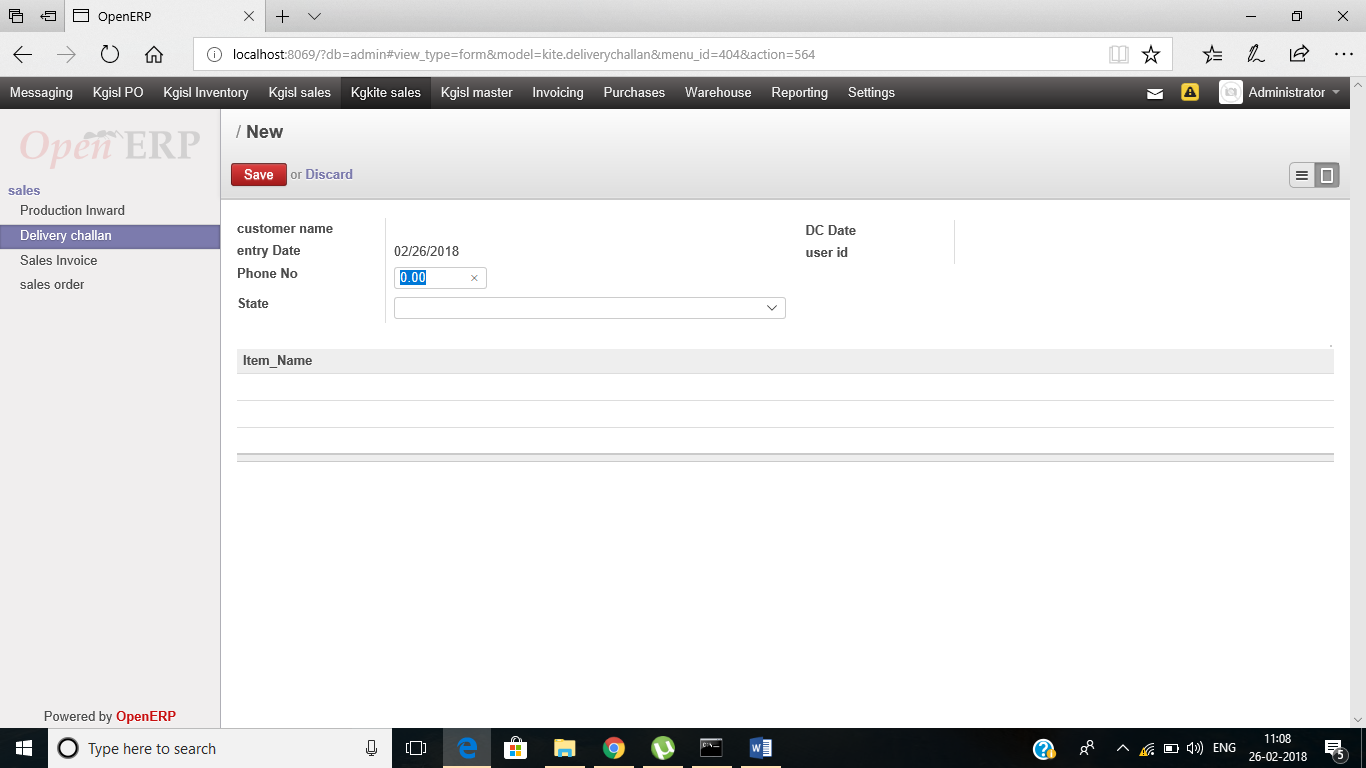 OpenERP
localhost:8069/?db=admin#view_type=form&model=kite.deliverychallan&menu_id=404&action=564
Messaging Kgisl PO Kgisl Inventory Kgisl sales Kgkite sales Kgisl master Invoicing Purchases Warehouse Reporting Settings Administrator
Open ERP
/ New
Save or Discard
sales
Production Inward
Delivery challan
Sales Invoice
sales order
customer name
entry Date 02/26/2018
Phone No 0.00
State
DC Date
user id
Item_Name
Powered by OpenERP
Type here to search
ENG
11:08
26-02-2018
5